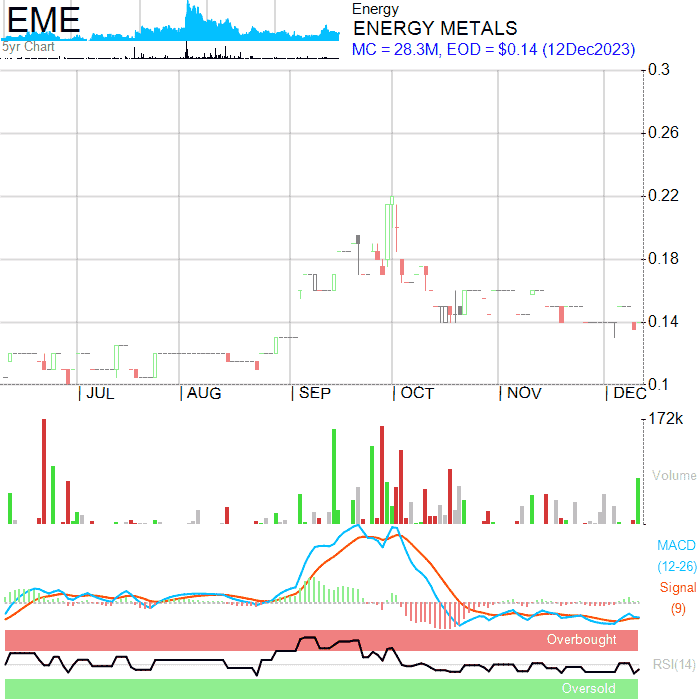 EME
5yr Chart
Energy
ENERGY METALS
MC = 28.3M, EOD = $0.14 (12Dec2023)
0.3
0.26
0.22
0.18
0.14
0.1
JUL AUG SEP OCT NOV DEC
172k
Volume
MACD
(12-26)
Signal
(9)
Overbought
RSI(14)
Oversold